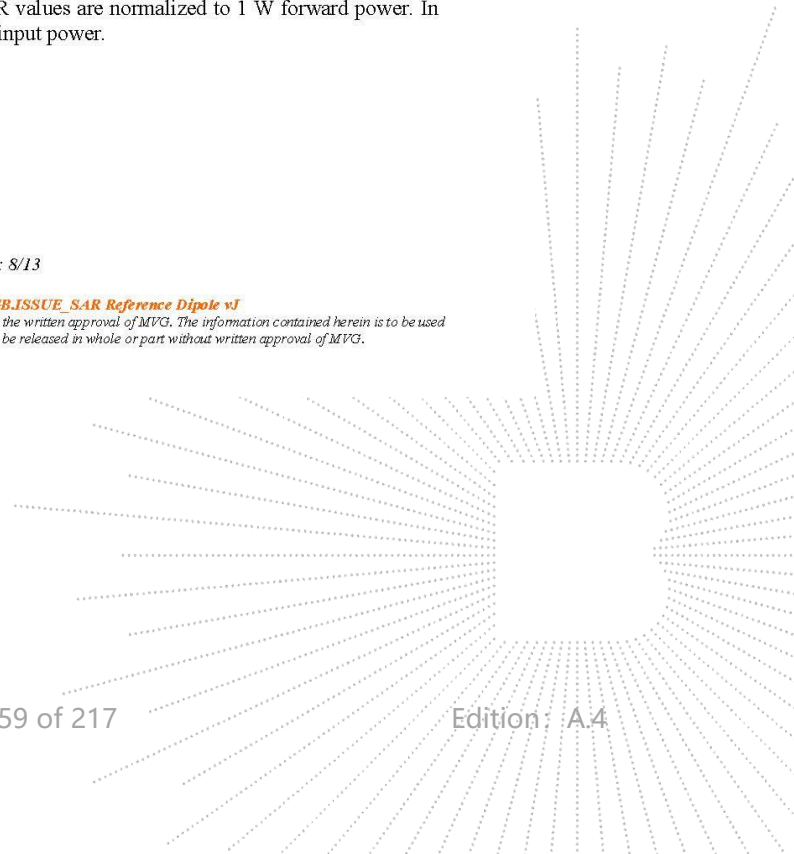 R values are normalized to 1 W forward power. In
input power.
: 8/13
B.ISSUE_SAR Reference Dipole vJ
the written approval of MVG. The information contained herein is to be used
be released in whole or part without written approval of MVG.
59 of 217
Edition：A.4